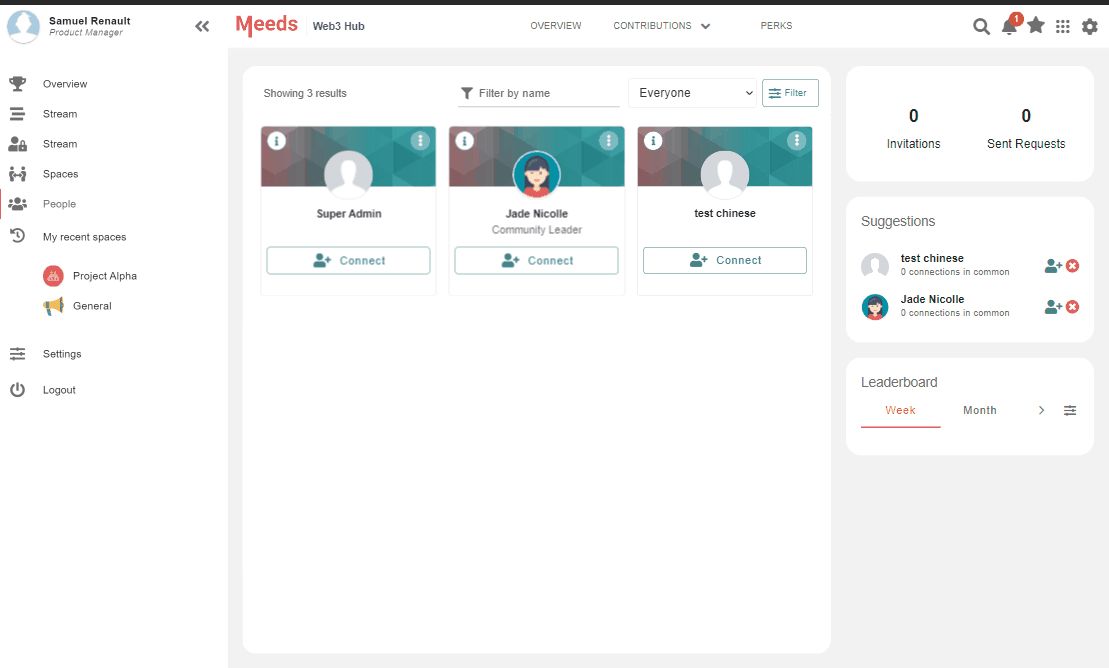 Samuel Renault
Product Manager
Meeds
Web3 Hub
OVERVIEW
CONTRIBUTIONS
PERKS
1
Overview
Stream
Stream
Spaces
People
My recent spaces
Project Alpha
General
Settings
Logout
Showing 3 results
Filter by name
Everyone
Filter
Super Admin
Connect
Jade Nicolle
Community Leader
Connect
test chinese
Connect
0
Invitations
0
Sent Requests
Suggestions
test chinese
0 connections in common
Jade Nicolle
0 connections in common
Leaderboard
Week
Month